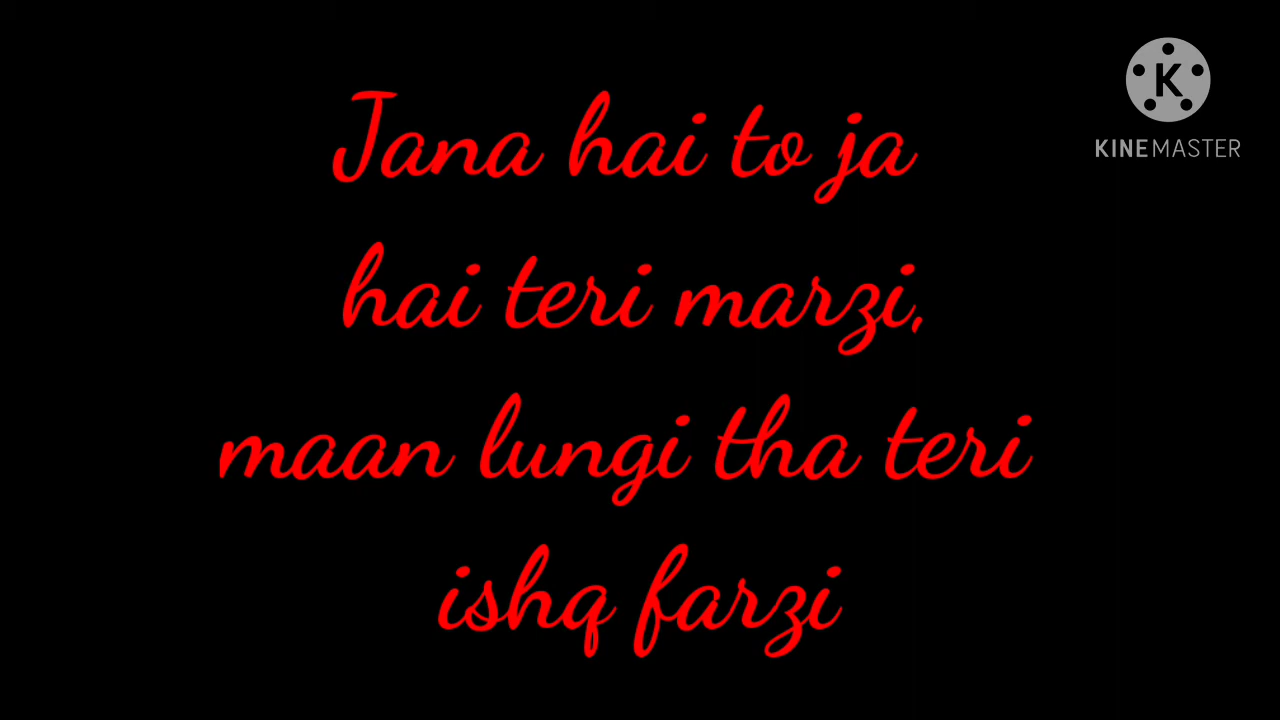 Jana hai to ja
hai teri marzi,
maan lungi tha teri
ishq farzi
KINEMASTER